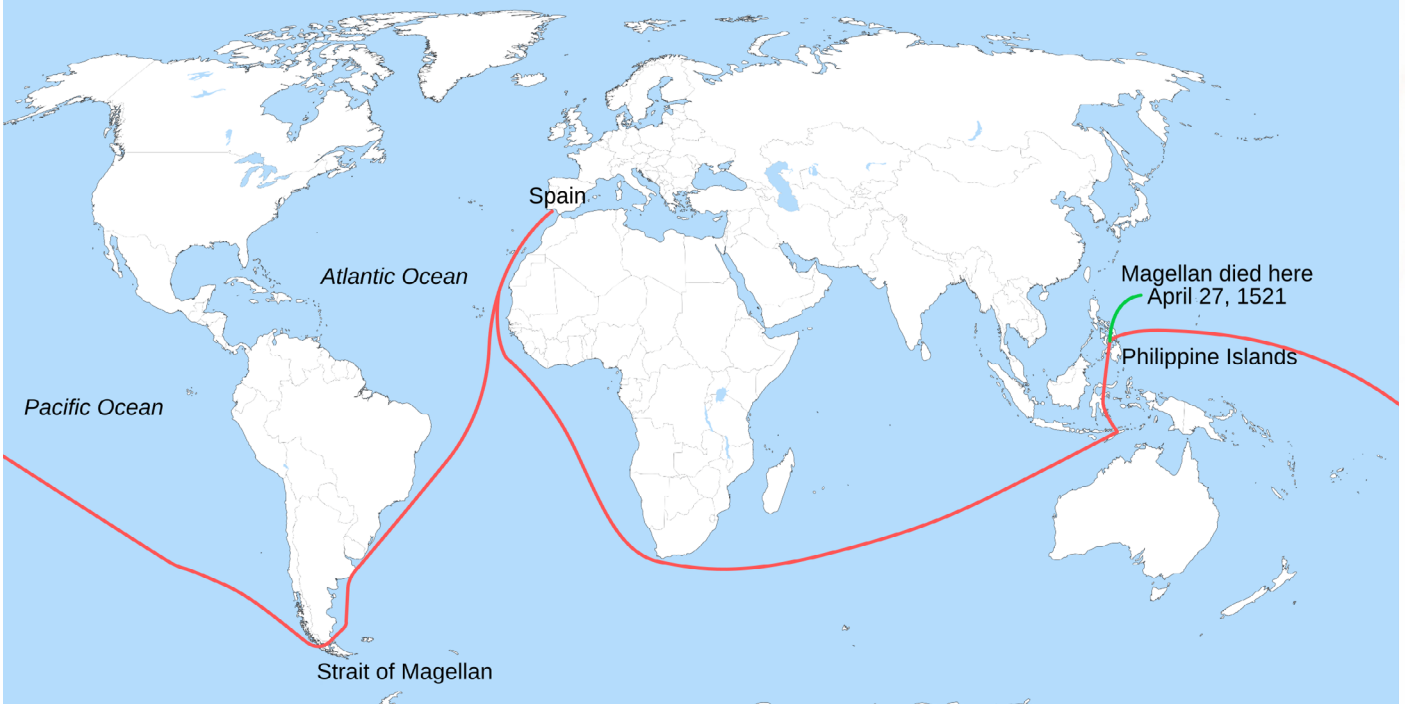 Spain
Atlantic Ocean
Magellan died here
April 27, 1521
Philippine Islands
Pacific Ocean
Strait of Magellan